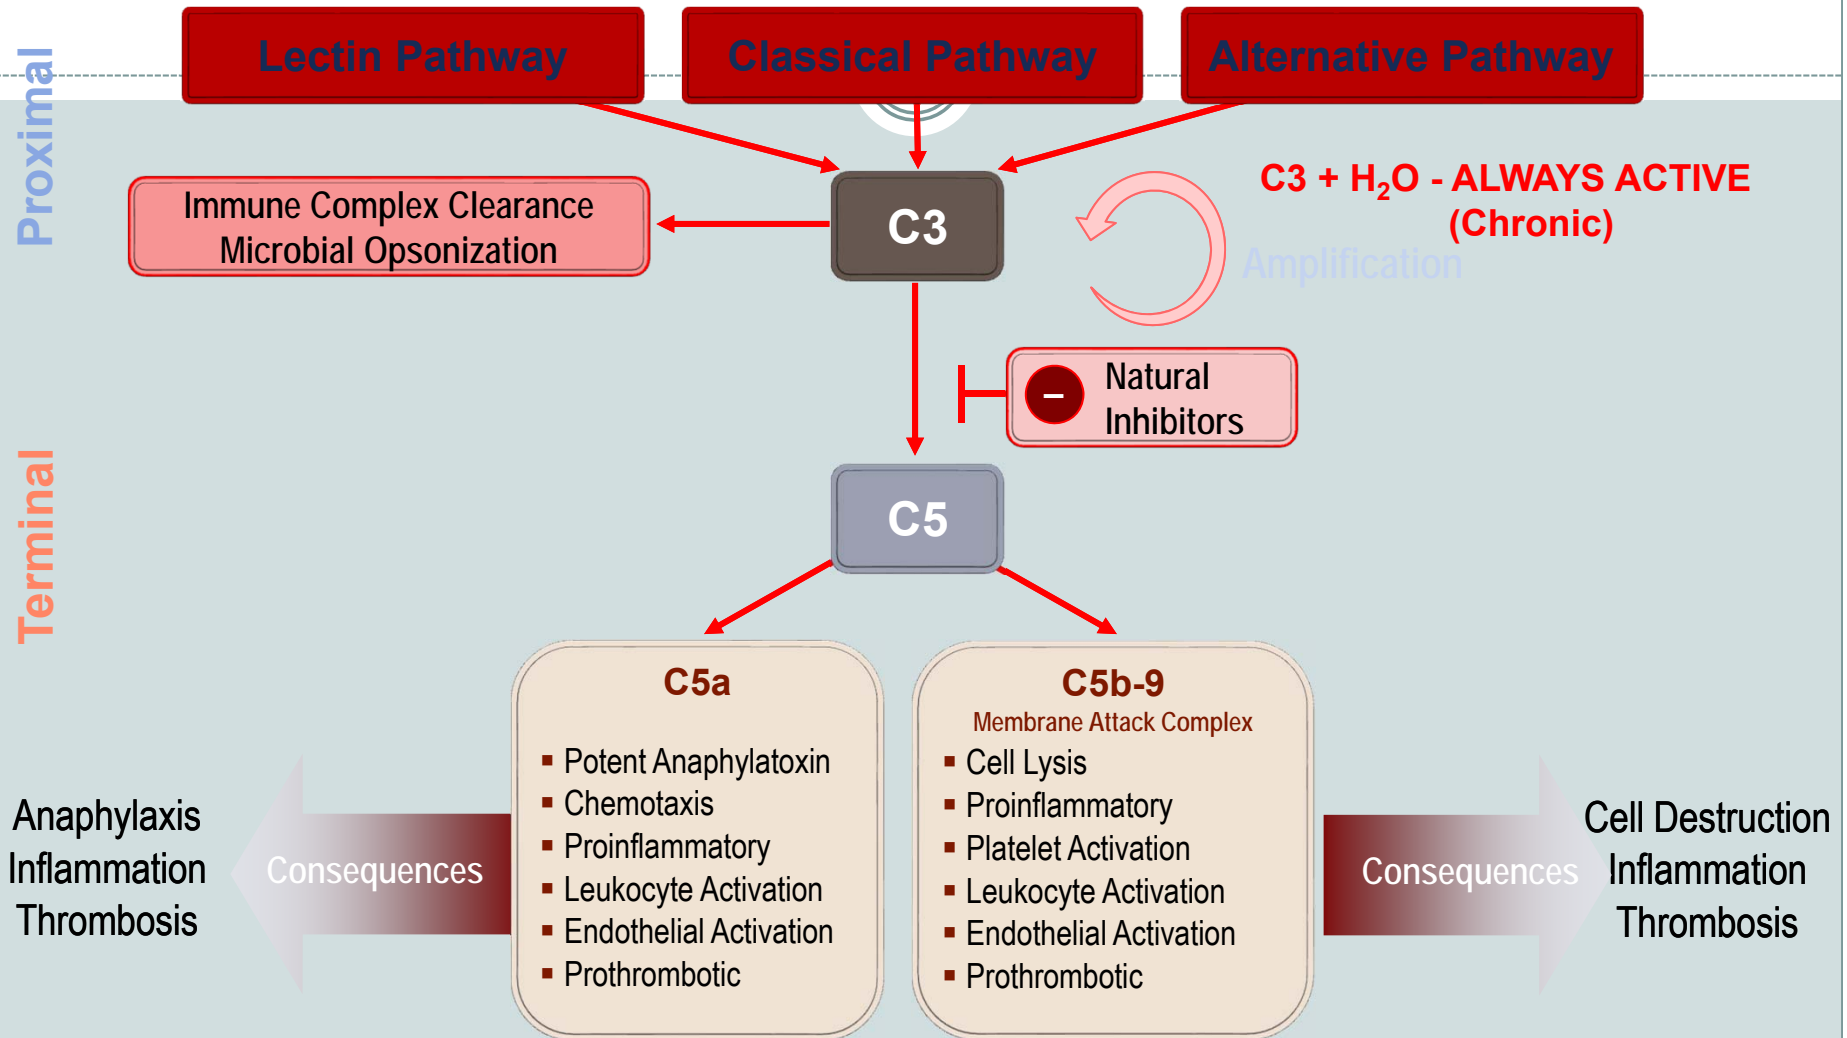 Proximal
Lectin Pathway
Classical Pathway
Alternative Pathway
Immune Complex Clearance
Microbial Opsonization
C3
C3 + H₂O - ALWAYS ACTIVE
(Chronic)
Amplification
–
Natural
Inhibitors
Terminal
C5
C5a
▪ Potent Anaphylatoxin
▪ Chemotaxis
▪ Proinflammatory
▪ Leukocyte Activation
▪ Endothelial Activation
▪ Prothrombotic
C5b-9
Membrane Attack Complex
▪ Cell Lysis
▪ Proinflammatory
▪ Platelet Activation
▪ Leukocyte Activation
▪ Endothelial Activation
▪ Prothrombotic
Consequences
Anaphylaxis
Inflammation
Thrombosis
Consequences
Cell Destruction
Inflammation
Thrombosis